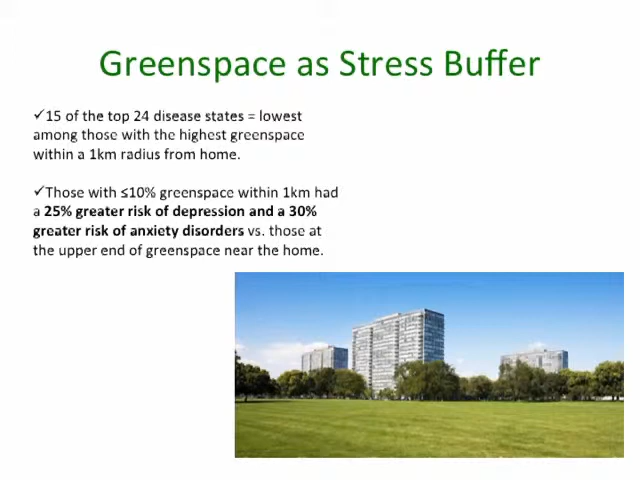 Greenspace as Stress Buffer
✓15 of the top 24 disease states = lowest
among those with the highest greenspace
within a 1km radius from home.
✓Those with ≤10% greenspace within 1km had
a 25% greater risk of depression and a 30%
greater risk of anxiety disorders vs. those at
the upper end of greenspace near the home.